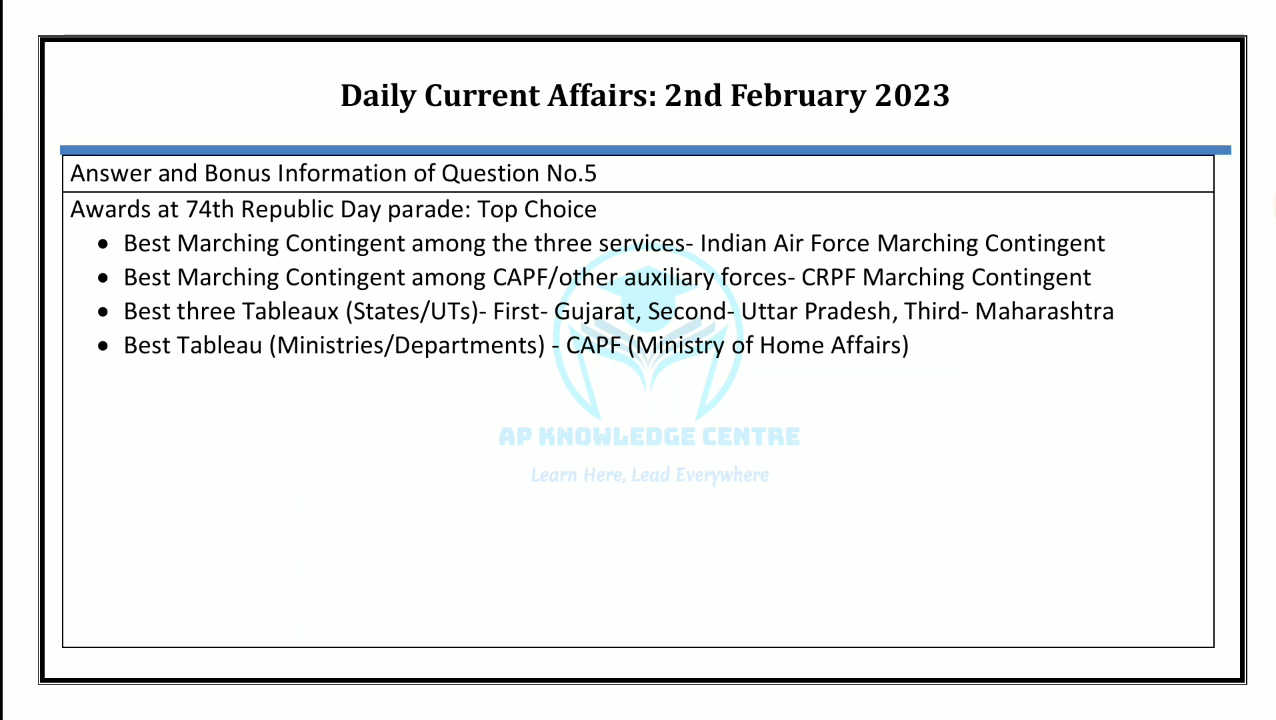 Daily Current Affairs: 2nd February 2023
Answer and Bonus Information of Question No.5
Awards at 74th Republic Day parade: Top Choice
• Best Marching Contingent among the three services- Indian Air Force Marching Contingent
• Best Marching Contingent among CAPF/other auxiliary forces- CRPF Marching Contingent
• Best three Tableaux (States/UTs)- First- Gujarat, Second- Uttar Pradesh, Third- Maharashtra
• Best Tableau (Ministries/Departments) - CAPF (Ministry of Home Affairs)
AP KNOWLEDGE CENTRE
Learn Here, Lead Everywhere